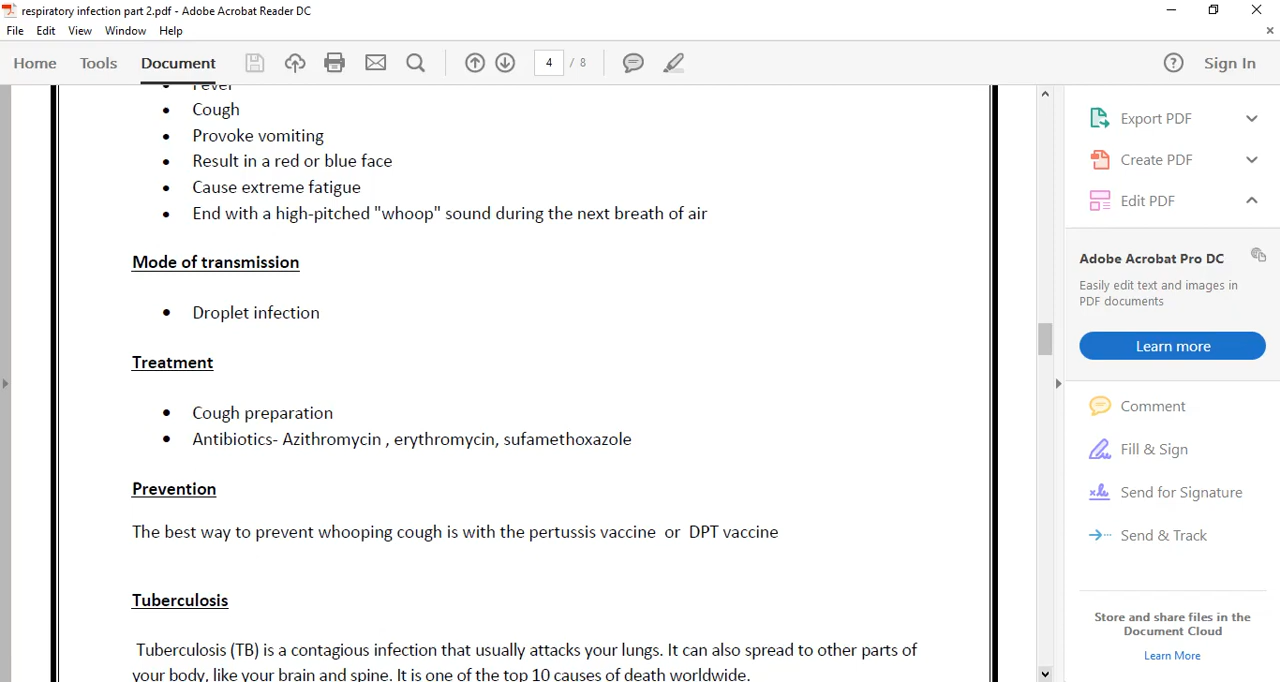 respiratory infection part 2.pdf - Adobe Acrobat Reader DC
File Edit View Window Help
Home Tools Document 4 / 8 Sign In
Fever
• Cough
• Provoke vomiting
• Result in a red or blue face
• Cause extreme fatigue
• End with a high-pitched "whoop" sound during the next breath of air
Mode of transmission
• Droplet infection
Treatment
• Cough preparation
• Antibiotics- Azithromycin , erythromycin, sufamethoxazole
Prevention
The best way to prevent whooping cough is with the pertussis vaccine or DPT vaccine
Tuberculosis
Tuberculosis (TB) is a contagious infection that usually attacks your lungs. It can also spread to other parts of
your body, like your brain and spine. It is one of the top 10 causes of death worldwide.
Export PDF
Create PDF
Edit PDF
Adobe Acrobat Pro DC
Easily edit text and images in
PDF documents
Learn more
Comment
Fill & Sign
Send for Signature
Send & Track
Store and share files in the
Document Cloud
Learn More